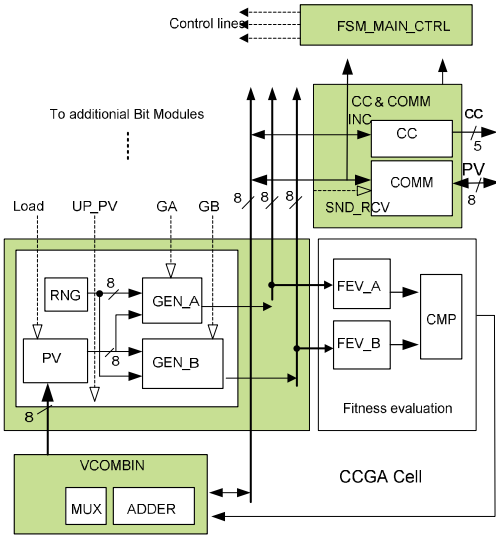 Control lines
FSM_MAIN_CTRL
CC & COMM
INC
CC
cc
5
To additionial Bit Modules
COMM
PV
8
8 8 8
SND_RCV
Load UP_PV GA GB
RNG
8
GEN_A
FEV_A
CMP
PV
8
GEN_B
FEV_B
8
Fitness evaluation
VCOMBIN
CCGA Cell
MUX
ADDER